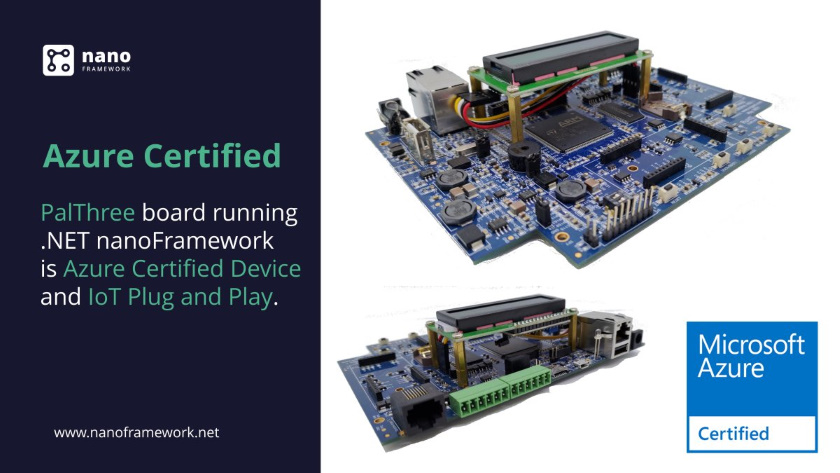 nano
FRAMEWORK
Azure Certified
PalThree board running
.NET nanoFramework
is Azure Certified Device
and IoT Plug and Play.
www.nanoframework.net
Microsoft
Azure
Certified